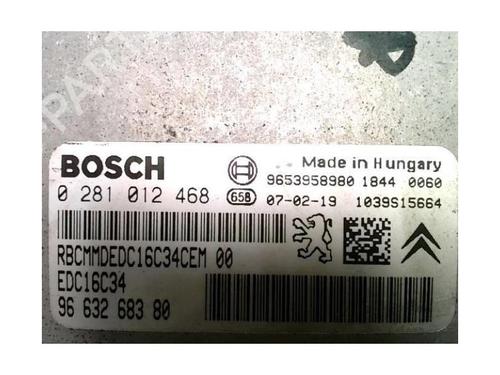 BOSCH
Made in Hungary
9653958980 1844 0060
0 281 012 468 65B 07-02-19 1039S15664
RBCMMDEDC16C34CEM 00
EDC16C34
96 632 683 80